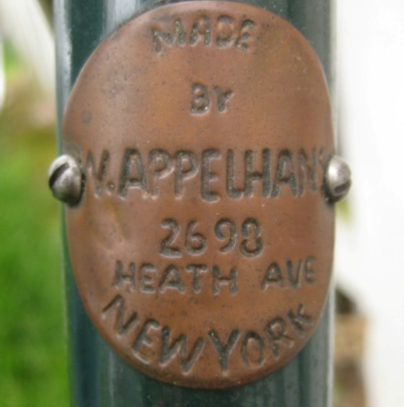 MADE
BY
W. APPELHANS
2698
HEATH AVE
NEW YORK